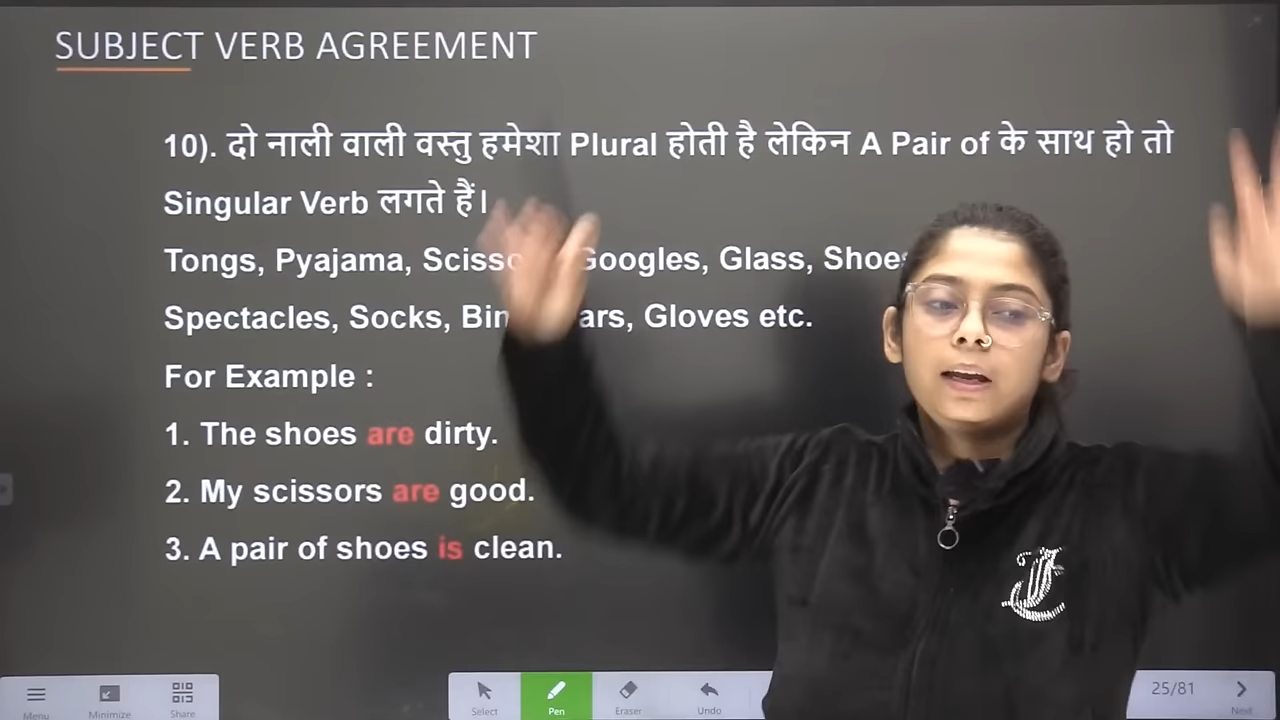 SUBJECT VERB AGREEMENT
10). दो नाली वाली वस्तु हमेशा Plural होती है लेकिन A Pair of के साथ हो तो
Singular Verb लगते हैं।
Tongs, Pyajama, Googles, Glass, Shoes
Spectacles, Socks, Gloves etc.
For Example :
1. The shoes are dirty.
2. My scissors are good.
3. A pair of shoes is clean.
Menu Minimize Share Select Pen Eraser Undo 25/81 Next